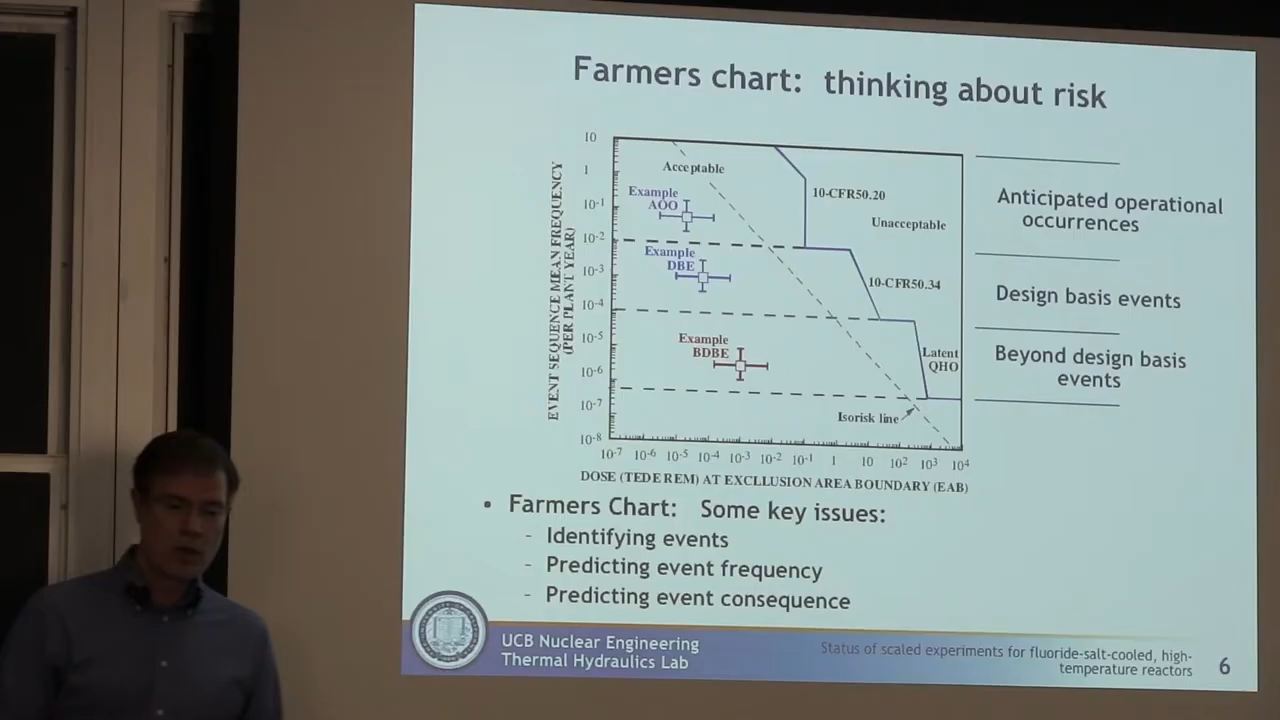 Farmers chart: thinking about risk
EVENT SEQUENCE MEAN FREQUENCY
(PER PLANT YEAR)
10
1
10-1
10-2
10-3
10-4
10-5
10-6
10-7
10-8
Acceptable
Example
AOO
10-CFR50.20
Unacceptable
Example
DBE
10-CFR50.34
Example
BDBE
Latent
QHO
Isorisk line
10-7 10-6 10-5 10-4 10-3 10-2 10-1 1 10 102 103 104
DOSE (TEDE REM) AT EXCLLUSION AREA BOUNDARY (EAB)
Anticipated operational
occurrences
Design basis events
Beyond design basis
events
• Farmers Chart: Some key issues:
- Identifying events
- Predicting event frequency
- Predicting event consequence
UCB Nuclear Engineering
Thermal Hydraulics Lab
Status of scaled experiments for fluoride-salt-cooled, high-
temperature reactors
6